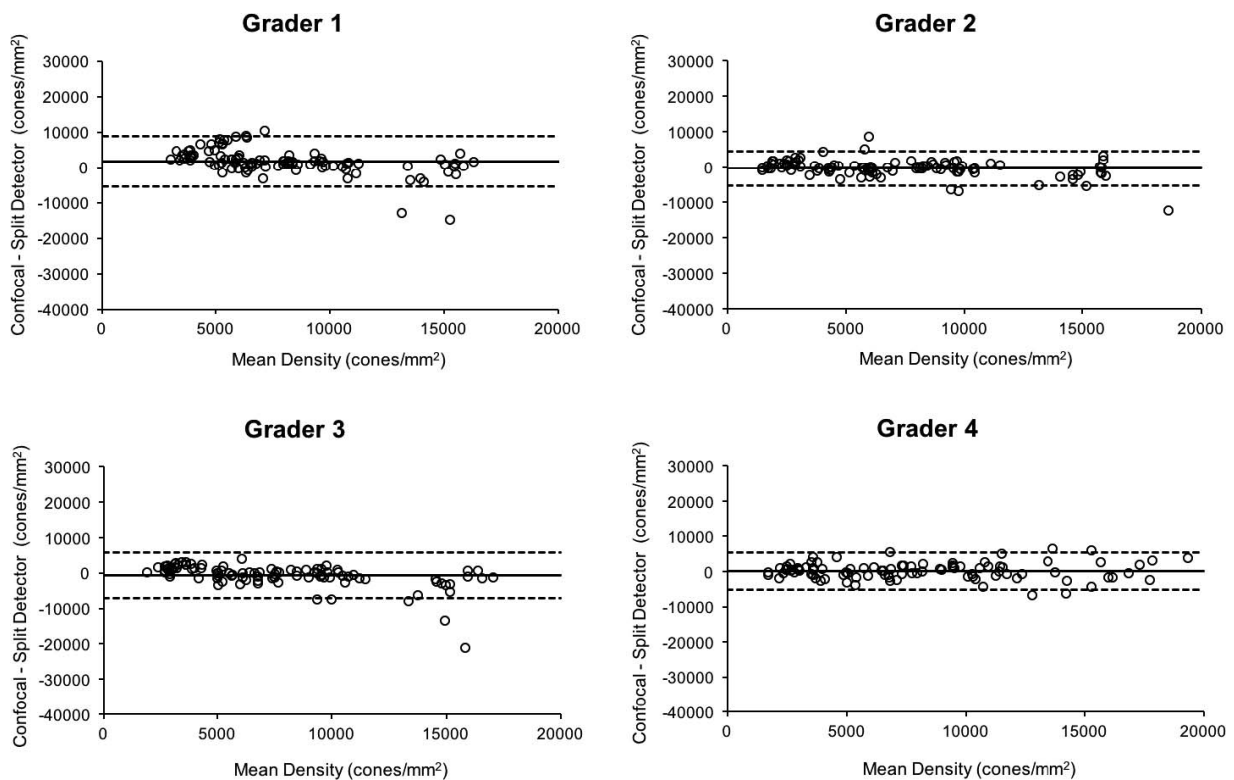 Grader 1
Confocal - Split Detector (cones/mm²)
30000
20000
10000
0
-10000
-20000
-30000
-40000
0 5000 10000 15000 20000
Mean Density (cones/mm²)
Grader 2
Confocal - Split Detector (cones/mm²)
30000
20000
10000
0
-10000
-20000
-30000
-40000
0 5000 10000 15000 20000
Mean Density (cones/mm²)
Grader 3
Confocal - Split Detector (cones/mm²)
30000
20000
10000
0
-10000
-20000
-30000
-40000
0 5000 10000 15000 20000
Mean Density (cones/mm²)
Grader 4
Confocal - Split Detector (cones/mm²)
30000
20000
10000
0
-10000
-20000
-30000
-40000
0 5000 10000 15000 20000
Mean Density (cones/mm²)